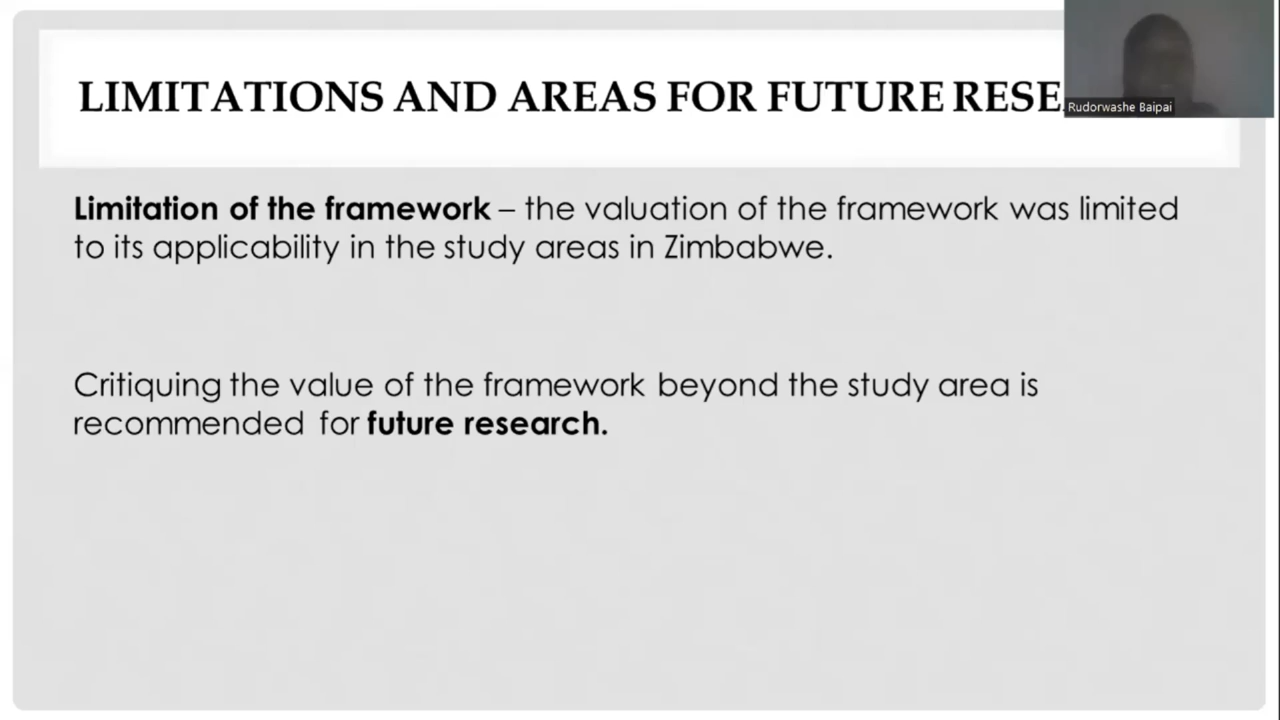 LIMITATIONS AND AREAS FOR FUTURE RESE
Rudorwashe Baipai
Limitation of the framework – the valuation of the framework was limited
to its applicability in the study areas in Zimbabwe.
Critiquing the value of the framework beyond the study area is
recommended for future research.